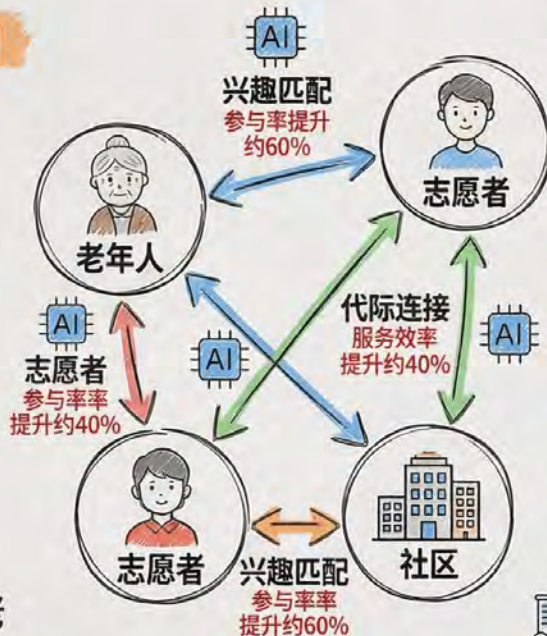 AI
兴趣匹配
参与率提升
约60%
志愿者
老年人
代际连接
服务效率
提升约40%
AI
AI
AI
志愿者
参与率率
提升约40%
志愿者
兴趣匹配
参与率率
提升约60%
社区